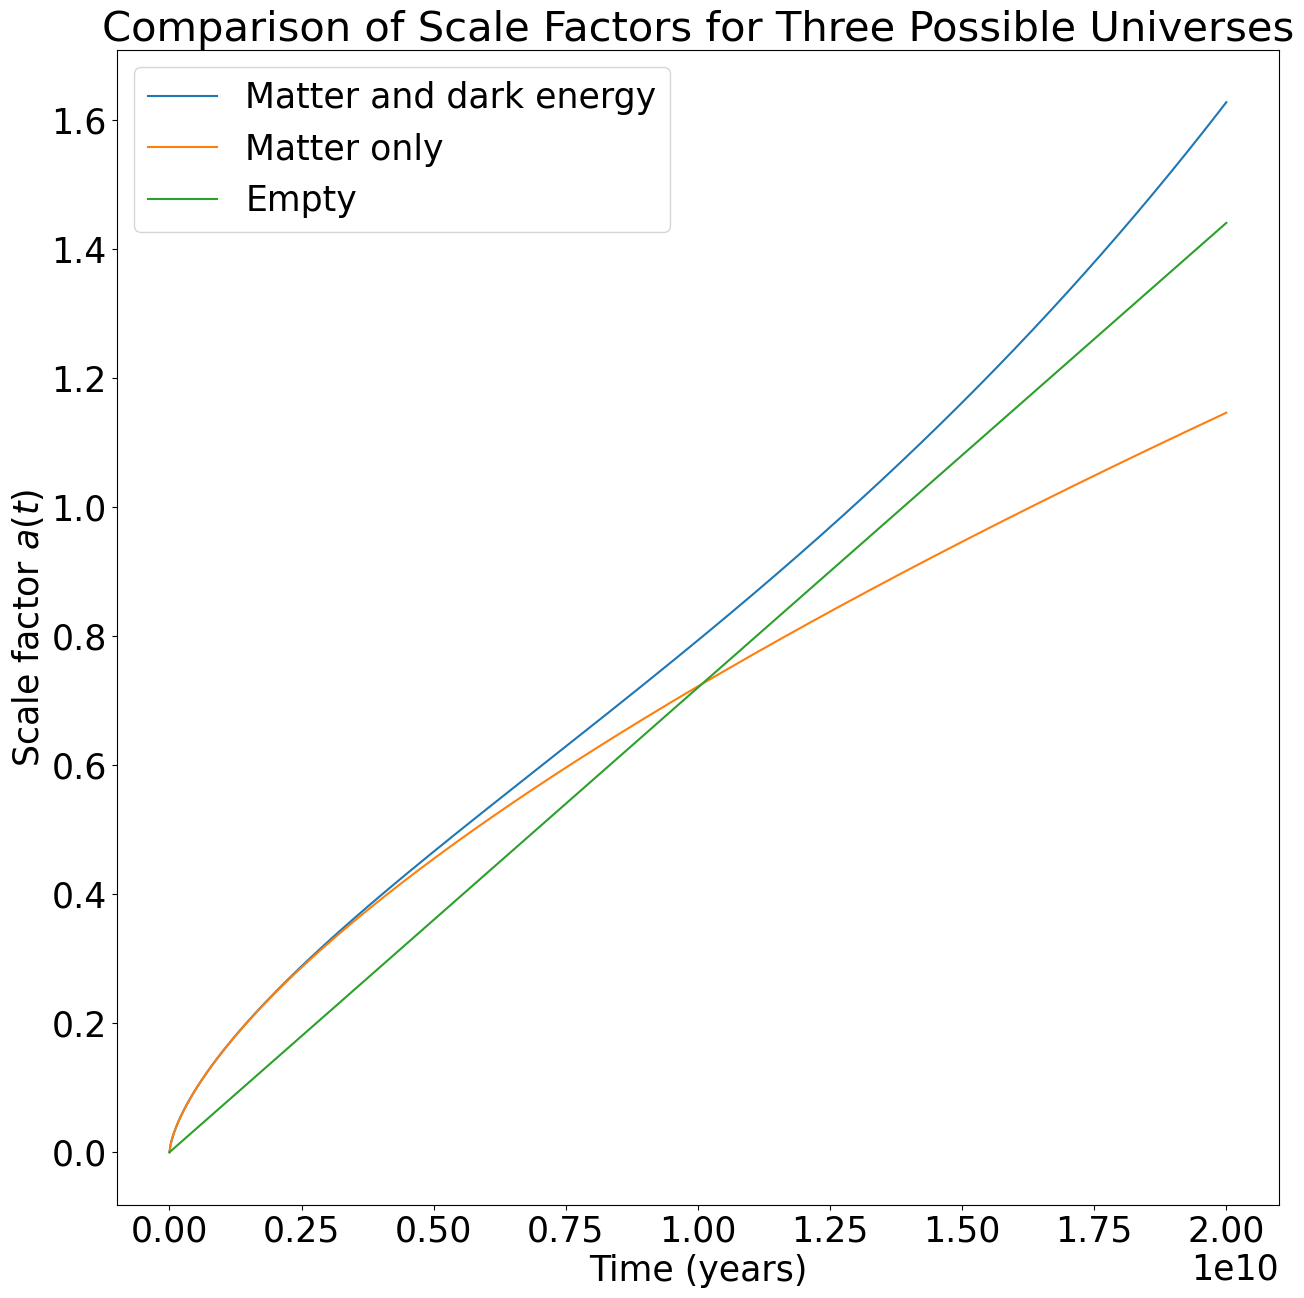 Comparison of Scale Factors for Three Possible Universes
Matter and dark energy
Matter only
Empty
1.6
1.4
1.2
1.0
0.8
0.6
0.4
0.2
0.0
Scale factor a(t)
0.00 0.25 0.50 0.75 1.00 1.25 1.50 1.75 2.00
1e10
Time (years)